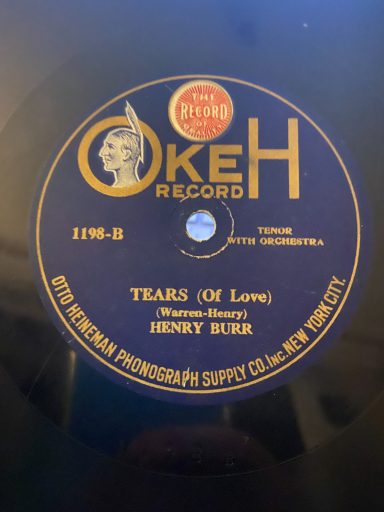 THE
RECORD
OF
OKEH
RECORD
1198-B
TENOR
WITH ORCHESTRA
TEARS (Of Love)
(Warren-Henry)
HENRY BURR
OTTO HEINEMAN PHONOGRAPH SUPPLY CO. INC. NEW YORK CITY.